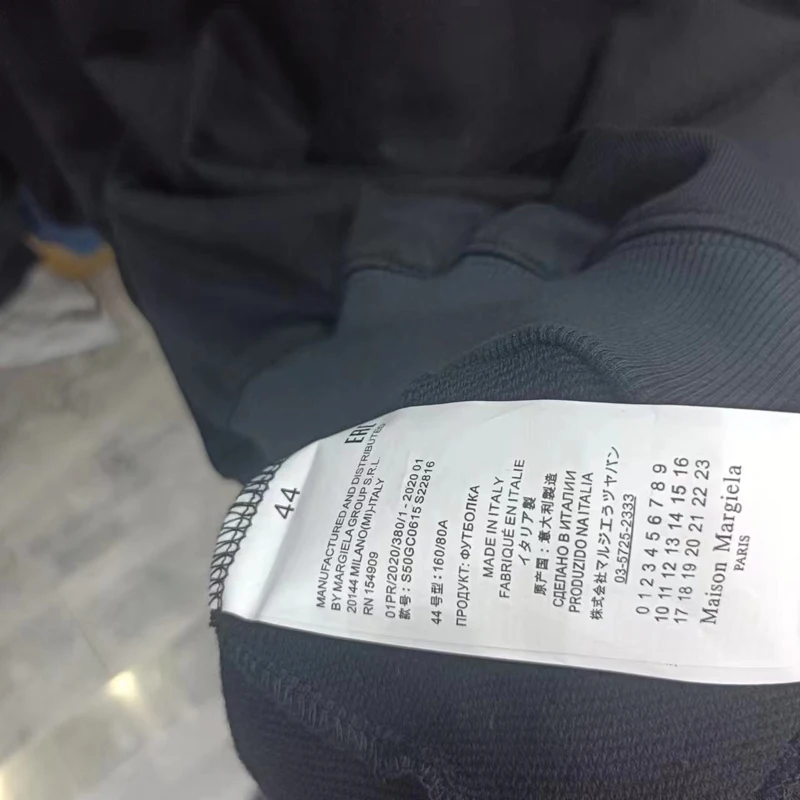 44
EAC
MANUFACTURED AND DISTRIBUTED
BY MARGIELA GROUP S.R.L.
20144 MILANO(MI)-ITALY
RN 154909
01PR/2020/380/1 - 2020 01
款号: S50GC0615 S22816
44号型: 160/80A
ПРОДУКТ: ФУТБОЛКА
MADE IN ITALY
FABRIQUÉ EN ITALIE
イタリア製
原产国: 意大利製造
СДЕЛАНО В ИТАЛИИ
PRODUZIDO NA ITALIA
株式会社マルジエラジャパン
03-5725-2333
0 1 2 3 4 5 6 7 8 9
10 11 12 13 14 15 16
17 18 19 20 21 22 23
Maison Margiela
PARIS